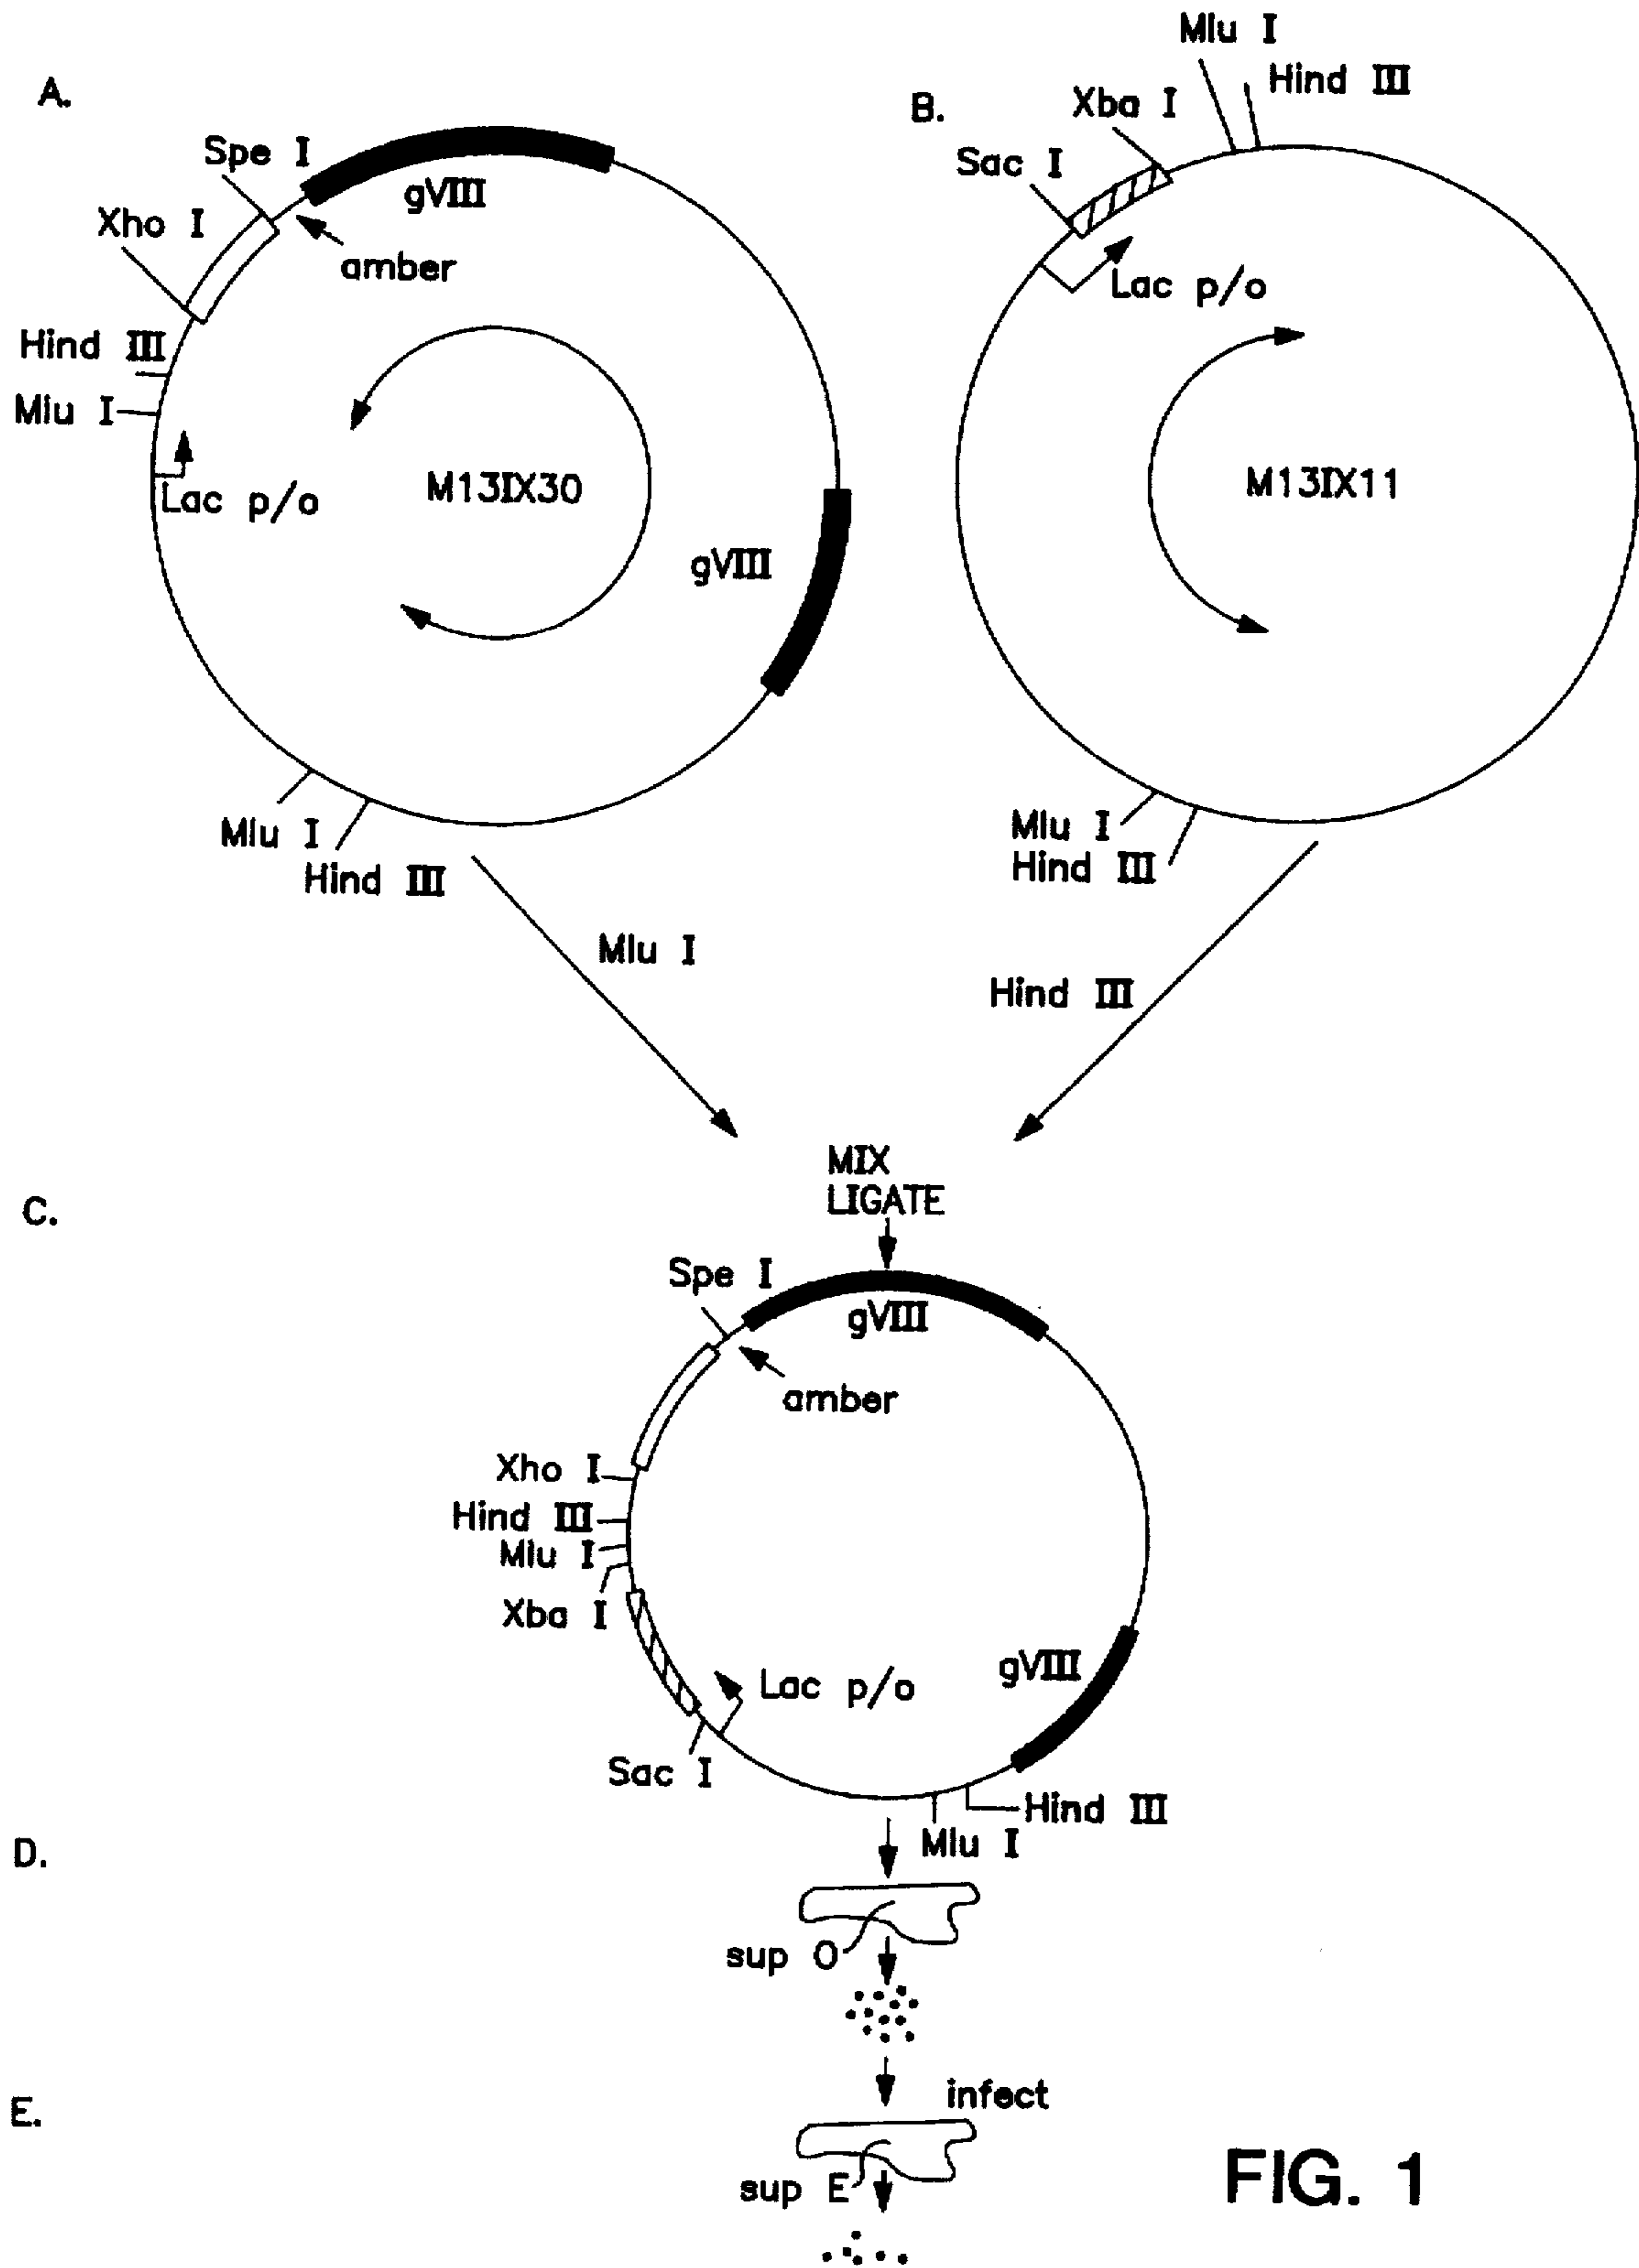 A.
Spe I
gVIII
Xho I
amber
Hind III
Mlu I
Lac p/o
M13IX30
gVIII
Mlu I
Hind III
B.
Mlu I
Hind III
Xba I
Sac I
Lac p/o
M13IX11
Mlu I
Hind III
Mlu I
Hind III
MIX
LIGATE
C.
Spe I
gVIII
amber
Xho I
Hind III
Mlu I
Xba I
gVIII
Lac p/o
Sac I
Hind III
Mlu I
D.
sup O
infect
E.
sup E
FIG. 1